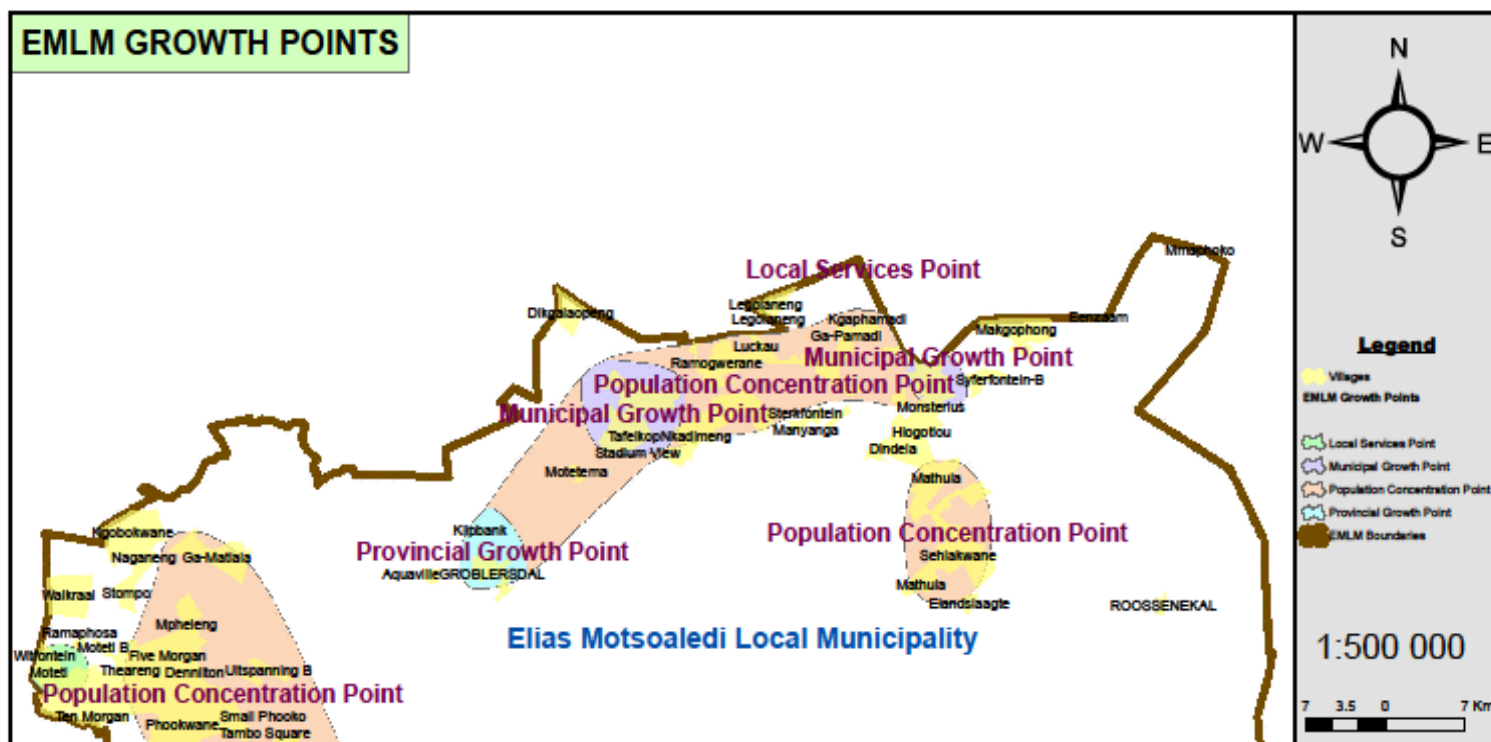 EMLM GROWTH POINTS
N
W
E
S
Mmaphoko
Local Services Point
Legolaneng
Dikgalaopeng
Legolaneng
Kgaphamadi
Eenzaam
Makgophong
Ga-Pamadi
Luckau
Ramogwerane
Municipal Growth Point
Population Concentration Point
Syferfontein-B
Municipal Growth Point
Sterkfontein
Monsterlus
Manyanga
Hlogotlou
Tafelkop
Nkadimeng
Stadium View
Dindela
Motetema
Mathula
Klipbank
Kgobokwane
Population Concentration Point
Provincial Growth Point
Naganeng
Ga-Matlala
Sehlakwane
Aquaville
GROBLERSDAL
Mathula
Walkraal
Stompo
Elandslaagte
ROOSSENEKAL
Mpheleng
Ramaphosa
Moteti B
Elias Motsoaledi Local Municipality
Witfontein
Five Morgan
Moteti
Theareng
Dennilton
Uitspanning B
Population Concentration Point
Ten Morgan
Phookwane
Small Phooko
Tambo Square
Legend
Villages
EMLM Growth Points
Local Services Point
Municipal Growth Point
Population Concentration Point
Provincial Growth Point
EMLM Boundaries
1:500 000
7 3.5 0 7 Km